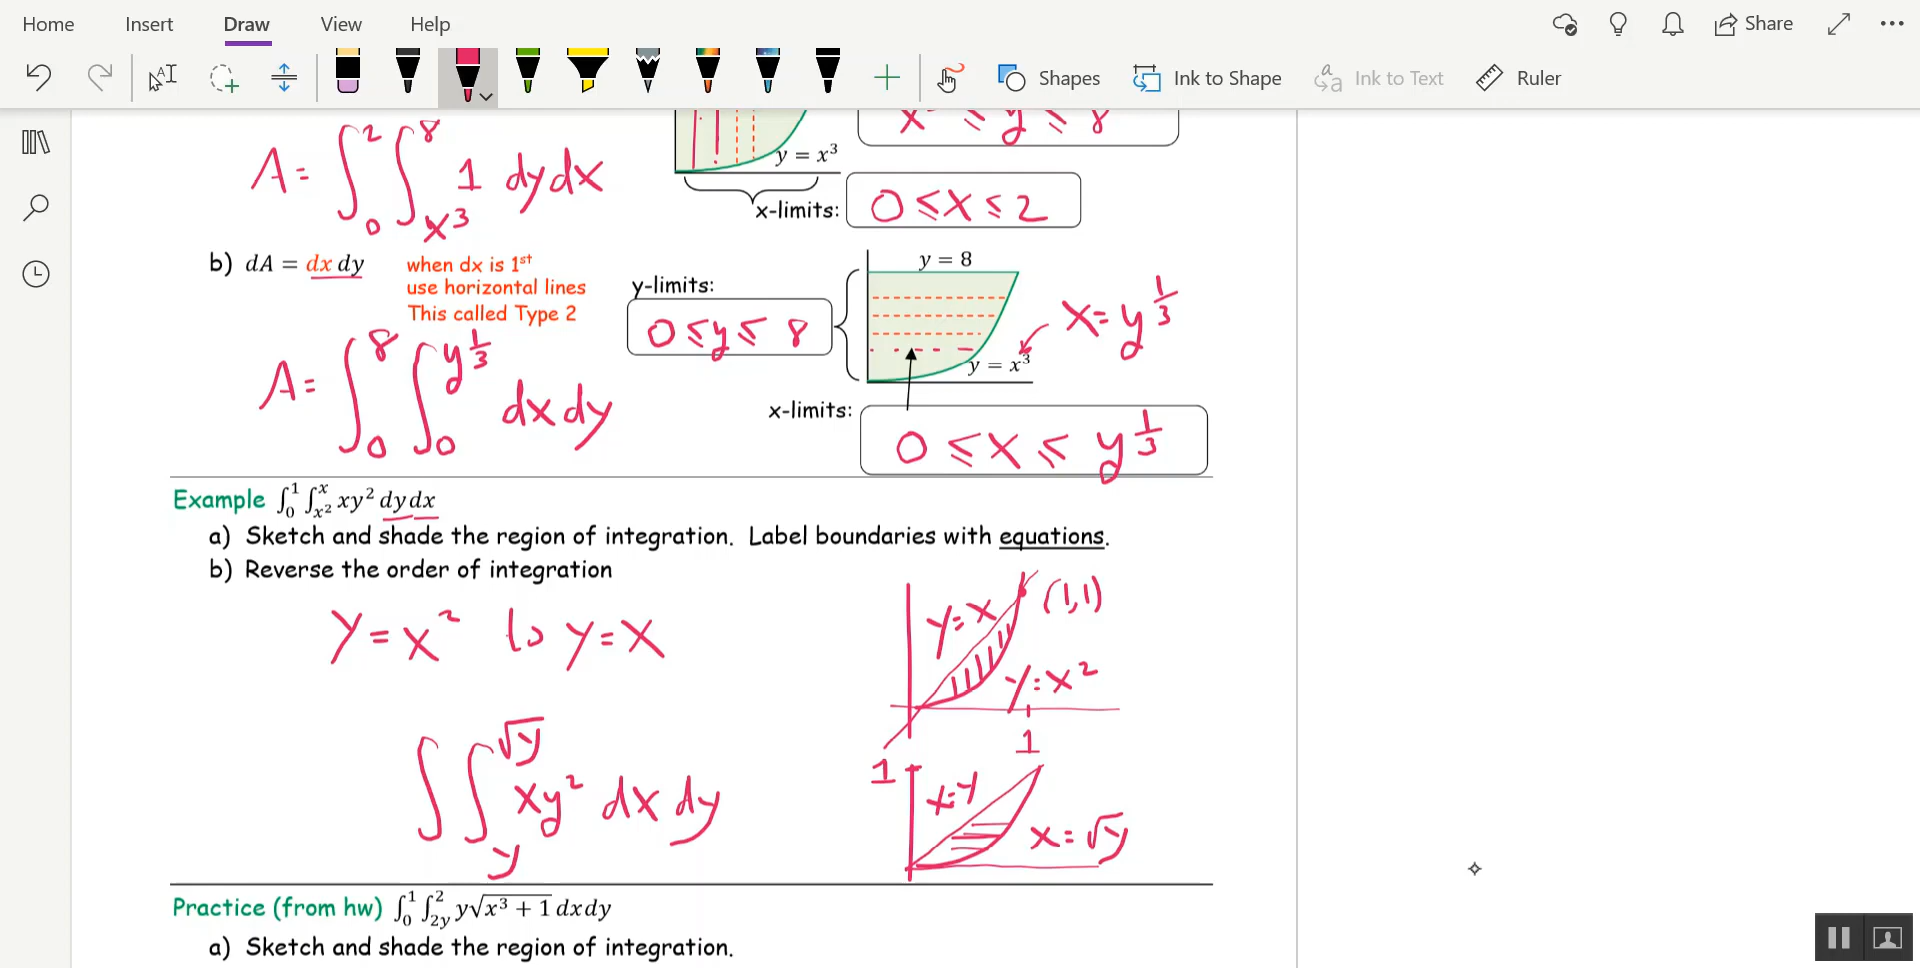 Home Insert Draw View Help
Share
Shapes Ink to Shape Ink to Text Ruler
A = ∫₀² ∫_{x³}^8 1 dy dx
y = x³
≤ y ≤ 8
x-limits: 0 ≤ x ≤ 2
b) dA = dx dy
when dx is 1st
use horizontal lines
This called Type 2
y-limits:
0 ≤ y ≤ 8
y = 8
x = y^{1/3}
y = x³
A = ∫₀⁸ ∫₀^{y^{1/3}} dx dy
x-limits:
0 ≤ x ≤ y^{1/3}
Example ∫₀¹ ∫_{x²}^x xy² dy dx
a) Sketch and shade the region of integration. Label boundaries with equations.
b) Reverse the order of integration
y = x² to y = x
y = x
(1,1)
y = x²
1
∫ ∫_y^{√y} xy² dx dy
1
x = y
x = √y
Practice (from hw) ∫₀¹ ∫_{2y}^2 y√(x³ + 1) dxdy
a) Sketch and shade the region of integration.